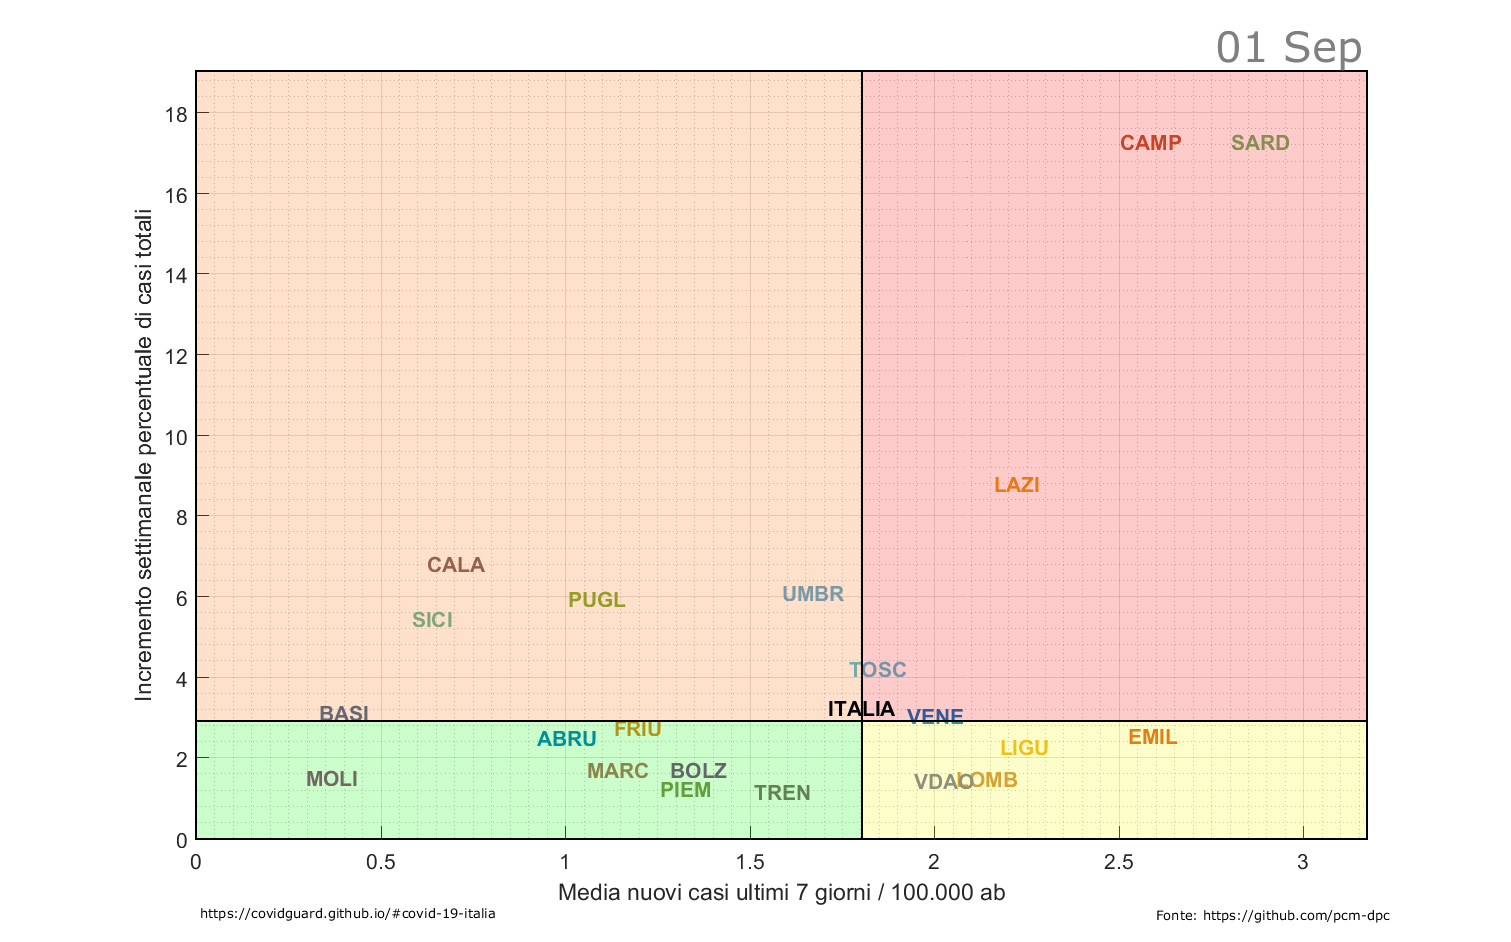 01 Sep
Incremento settimanale percentuale di casi totali
18
16
14
12
10
8
6
4
2
0
CAMP
SARD
LAZI
CALA
UMBR
PUGL
SICI
TOSC
ITALIA
BASI
VENE
FRIU
ABRU
EMIL
LIGU
MARC
BOLZ
MOLI
VDAO
LOMB
PIEM
TREN
0
0.5
1
1.5
2
2.5
3
Media nuovi casi ultimi 7 giorni / 100.000 ab
https://covidguard.github.io/#covid-19-italia
Fonte: https://github.com/pcm-dpc